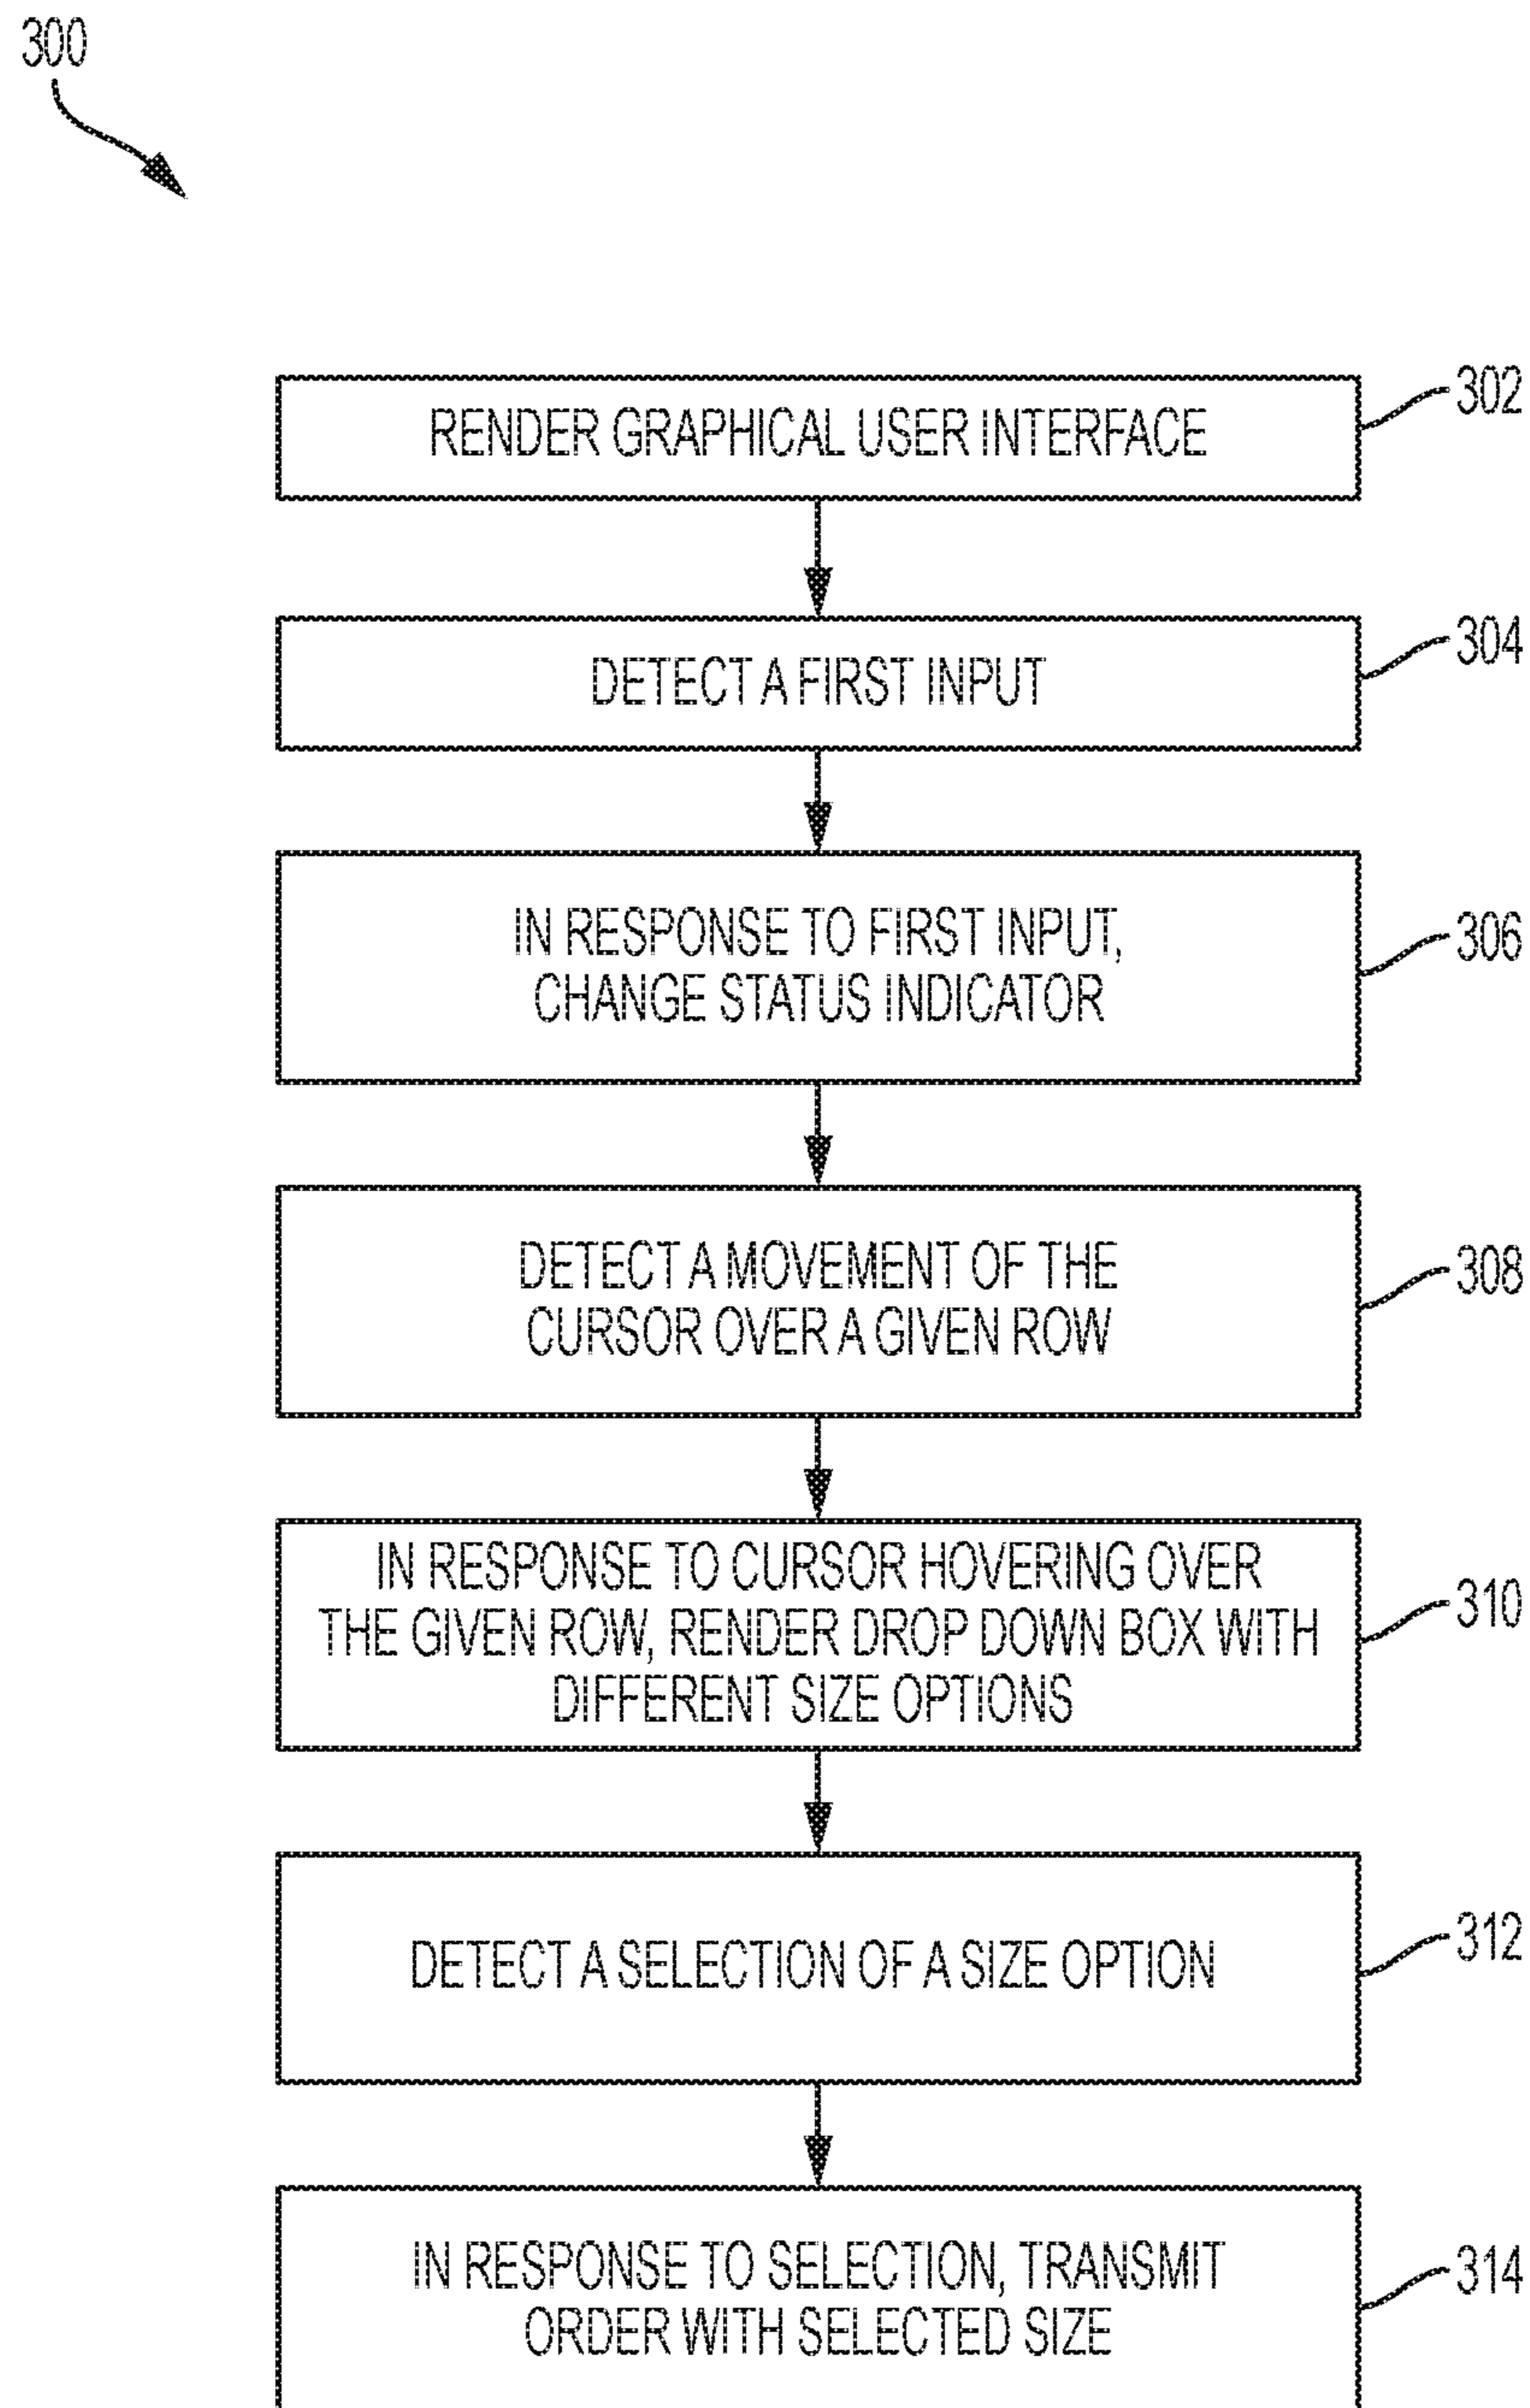 300
RENDER GRAPHICAL USER INTERFACE
302
DETECT A FIRST INPUT
304
IN RESPONSE TO FIRST INPUT,
CHANGE STATUS INDICATOR
306
DETECT A MOVEMENT OF THE
CURSOR OVER A GIVEN ROW
308
IN RESPONSE TO CURSOR HOVERING OVER
THE GIVEN ROW, RENDER DROP DOWN BOX WITH
DIFFERENT SIZE OPTIONS
310
DETECT A SELECTION OF A SIZE OPTION
312
IN RESPONSE TO SELECTION, TRANSMIT
ORDER WITH SELECTED SIZE
314